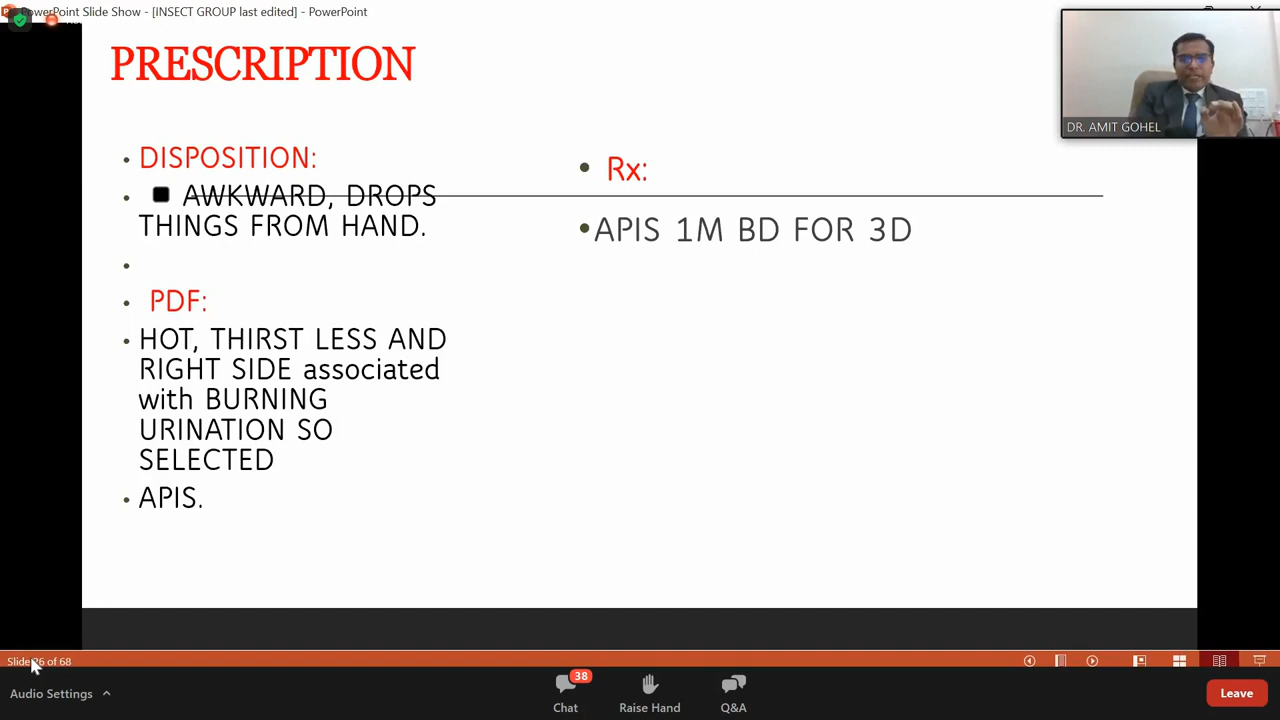 PowerPoint Slide Show - [INSECT GROUP last edited] - PowerPoint
PRESCRIPTION
DR. AMIT GOHEL
• DISPOSITION:
• ■ AWKWARD, DROPS
THINGS FROM HAND.
•
• PDF:
• HOT, THIRST LESS AND
RIGHT SIDE associated
with BURNING
URINATION SO
SELECTED
• APIS.
• Rx:
• APIS 1M BD FOR 3D
Slide 26 of 68
Audio Settings
38
Chat
Raise Hand
Q&A
Leave